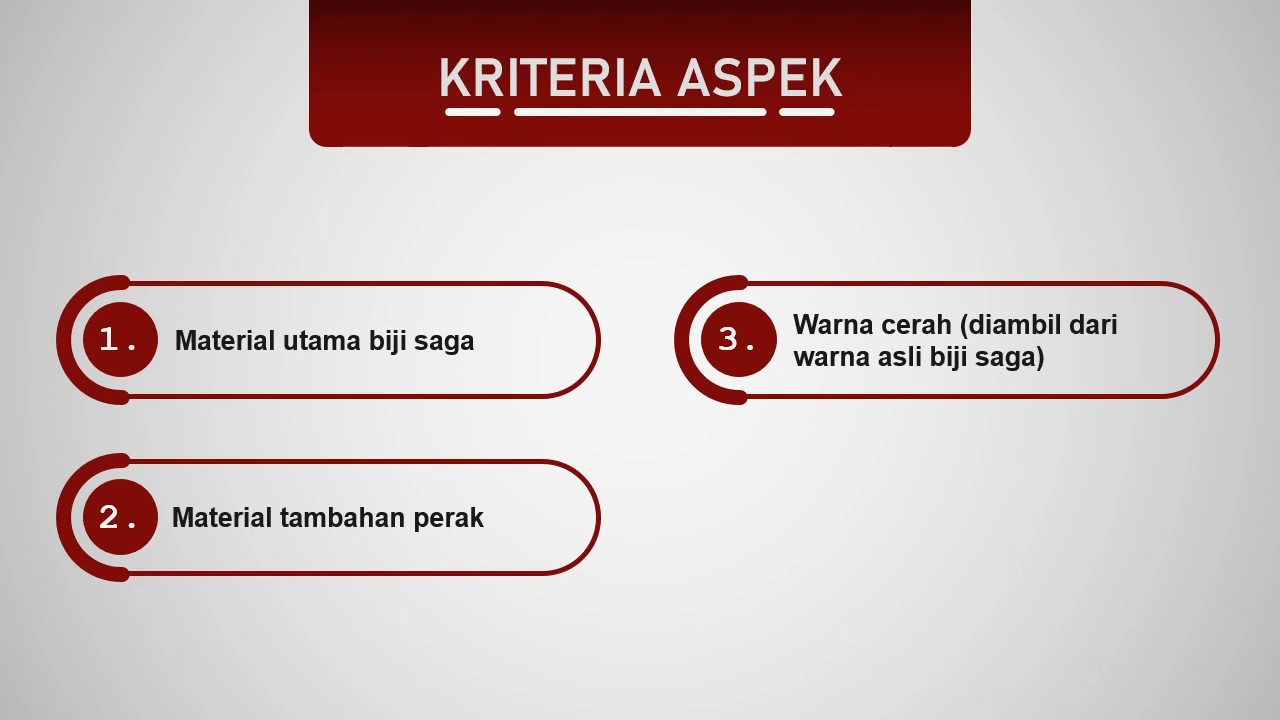 KRITERIA ASPEK
1. Material utama biji saga
2. Material tambahan perak
3. Warna cerah (diambil dari
warna asli biji saga)